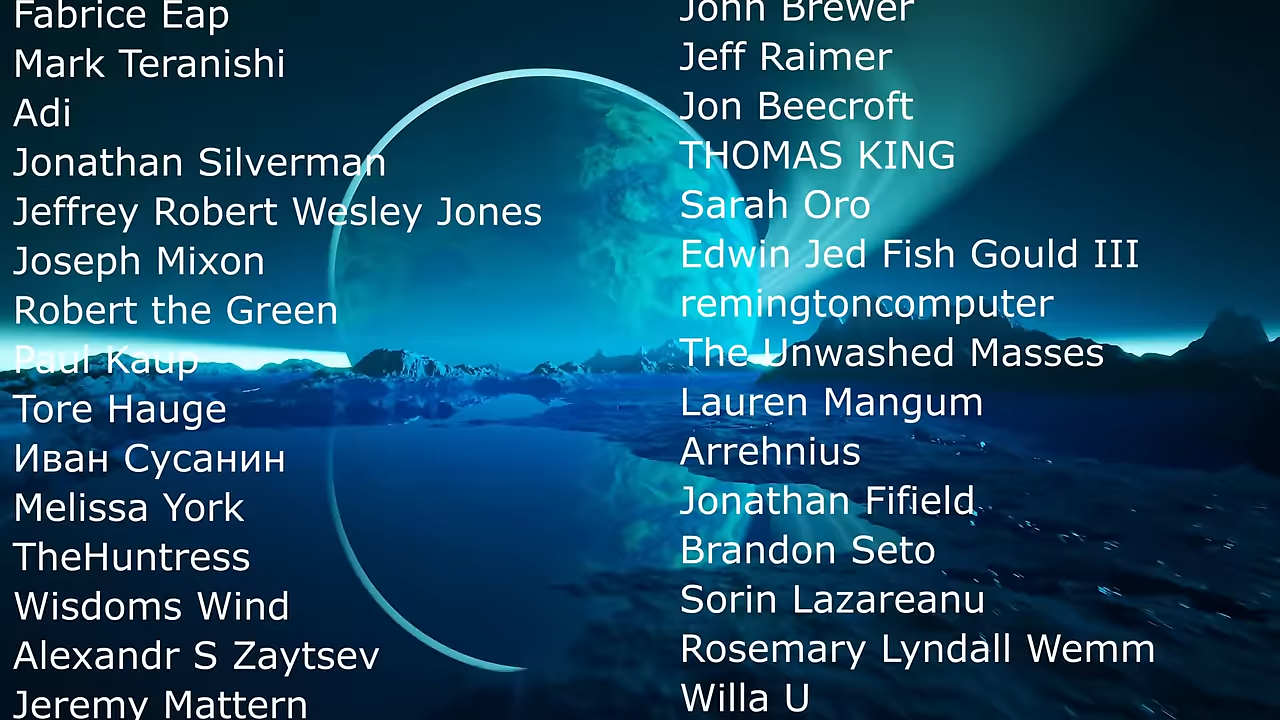 Fabrice Eap
Mark Teranishi
Adi
Jonathan Silverman
Jeffrey Robert Wesley Jones
Joseph Mixon
Robert the Green
Paul Kaup
Tore Hauge
Иван Сусанин
Melissa York
TheHuntress
Wisdoms Wind
Alexandr S Zaytsev
Jeremy Mattern
John Brewer
Jeff Raimer
Jon Beecroft
THOMAS KING
Sarah Oro
Edwin Jed Fish Gould III
remingtoncomputer
The Unwashed Masses
Lauren Mangum
Arrehnius
Jonathan Fifield
Brandon Seto
Sorin Lazareanu
Rosemary Lyndall Wemm
Willa U